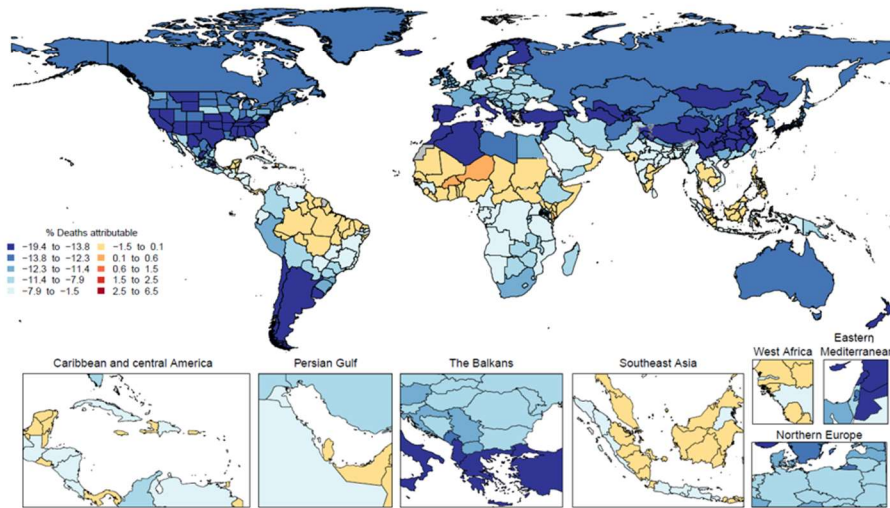 % Deaths attributable
−19.4 to −13.8 −1.5 to 0.1
−13.8 to −12.3 0.1 to 0.6
−12.3 to −11.4 0.6 to 1.5
−11.4 to −7.9 1.5 to 2.5
−7.9 to −1.5 2.5 to 6.5
Caribbean and central America
Persian Gulf
The Balkans
Southeast Asia
West Africa
Eastern
Mediterranean
Northern Europe